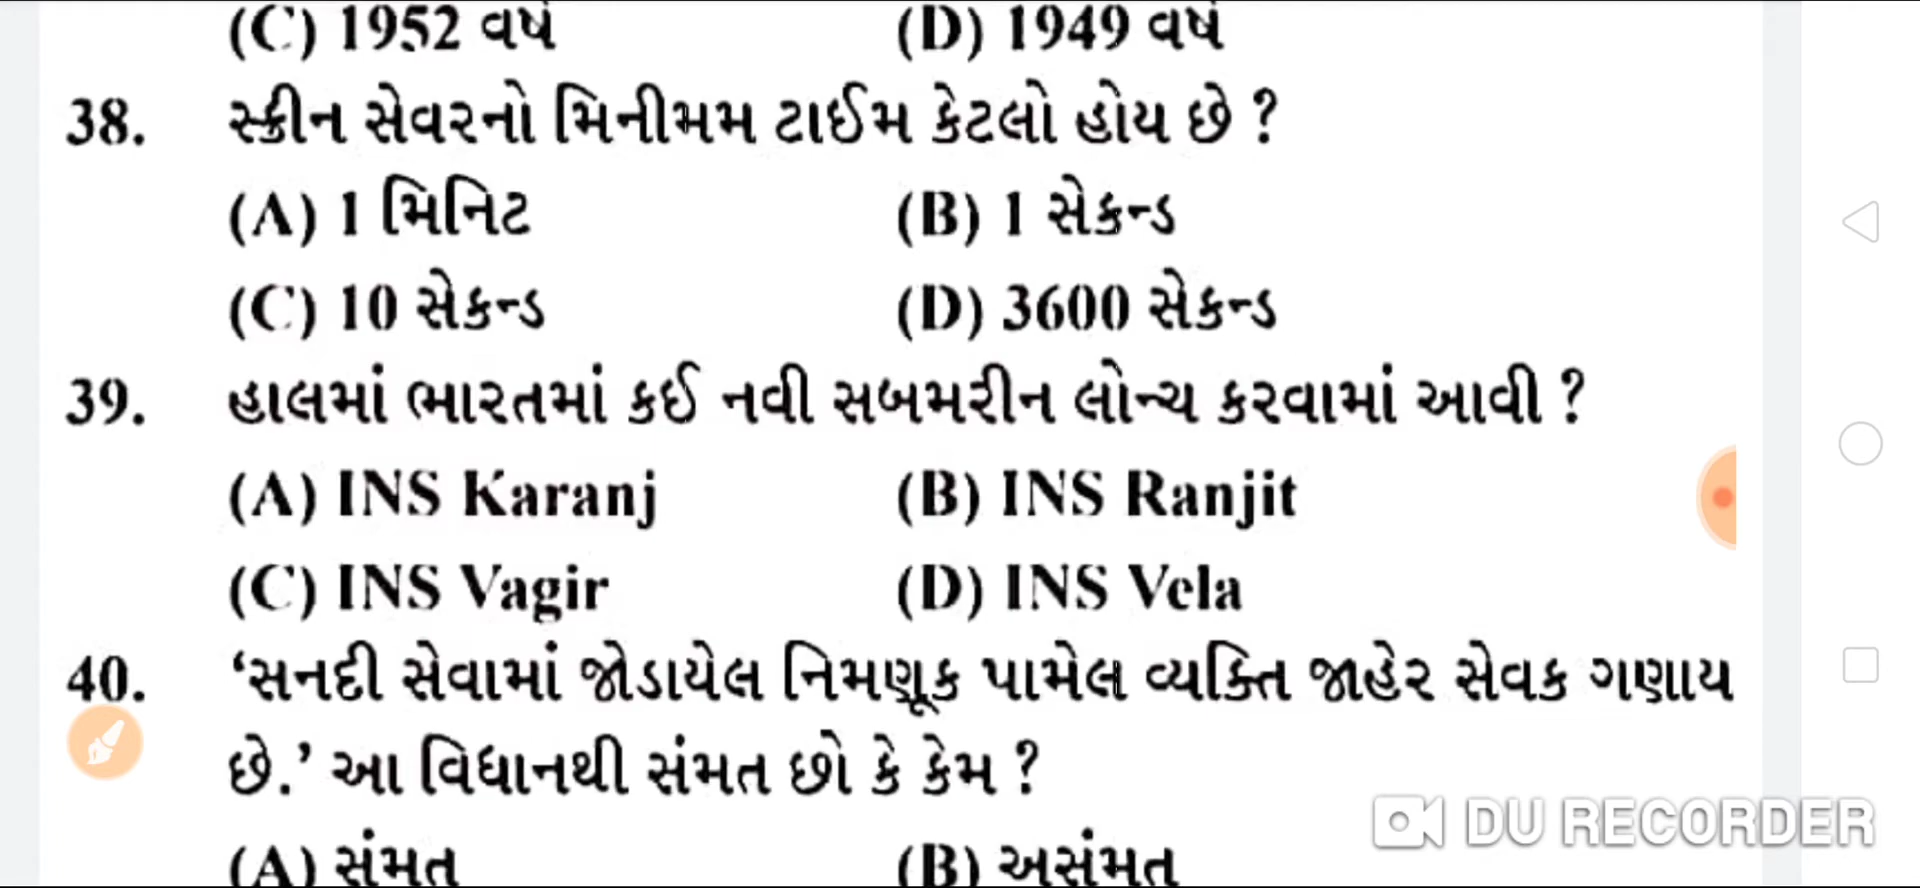 (C) 1952 વર્ષ (D) 1949 વર્ષ
38. સ્ક્રીન સેવરનો મિનીમમ ટાઈમ કેટલો હોય છે ?
(A) 1 મિનિટ (B) 1 સેકન્ડ
(C) 10 સેકન્ડ (D) 3600 સેકન્ડ
39. હાલમાં ભારતમાં કઈ નવી સબમરીન લોન્ચ કરવામાં આવી ?
(A) INS Karanj (B) INS Ranjit
(C) INS Vagir (D) INS Vela
40. ‘સનદી સેવામાં જોડાયેલ નિમણૂક પામેલ વ્યક્તિ જાહેર સેવક ગણાય
છે.’ આ વિધાનથી સંમત છો કે કેમ ?
(A) સંમત (B) અસંમત
DU RECORDER